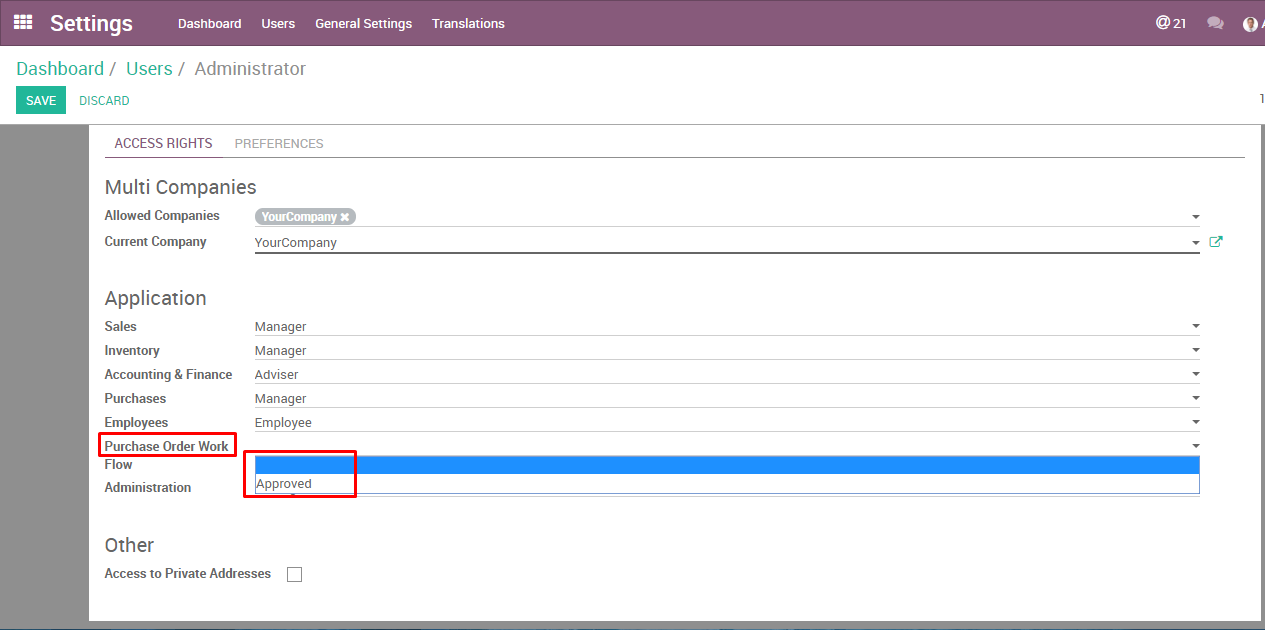 Settings Dashboard Users General Settings Translations @ 21 A
Dashboard / Users / Administrator
SAVE DISCARD
1
ACCESS RIGHTS PREFERENCES
Multi Companies
Allowed Companies YourCompany ✖
Current Company YourCompany
Application
Sales Manager
Inventory Manager
Accounting & Finance Adviser
Purchases Manager
Employees Employee
Purchase Order Work
Flow
Approved
Administration
Other
Access to Private Addresses